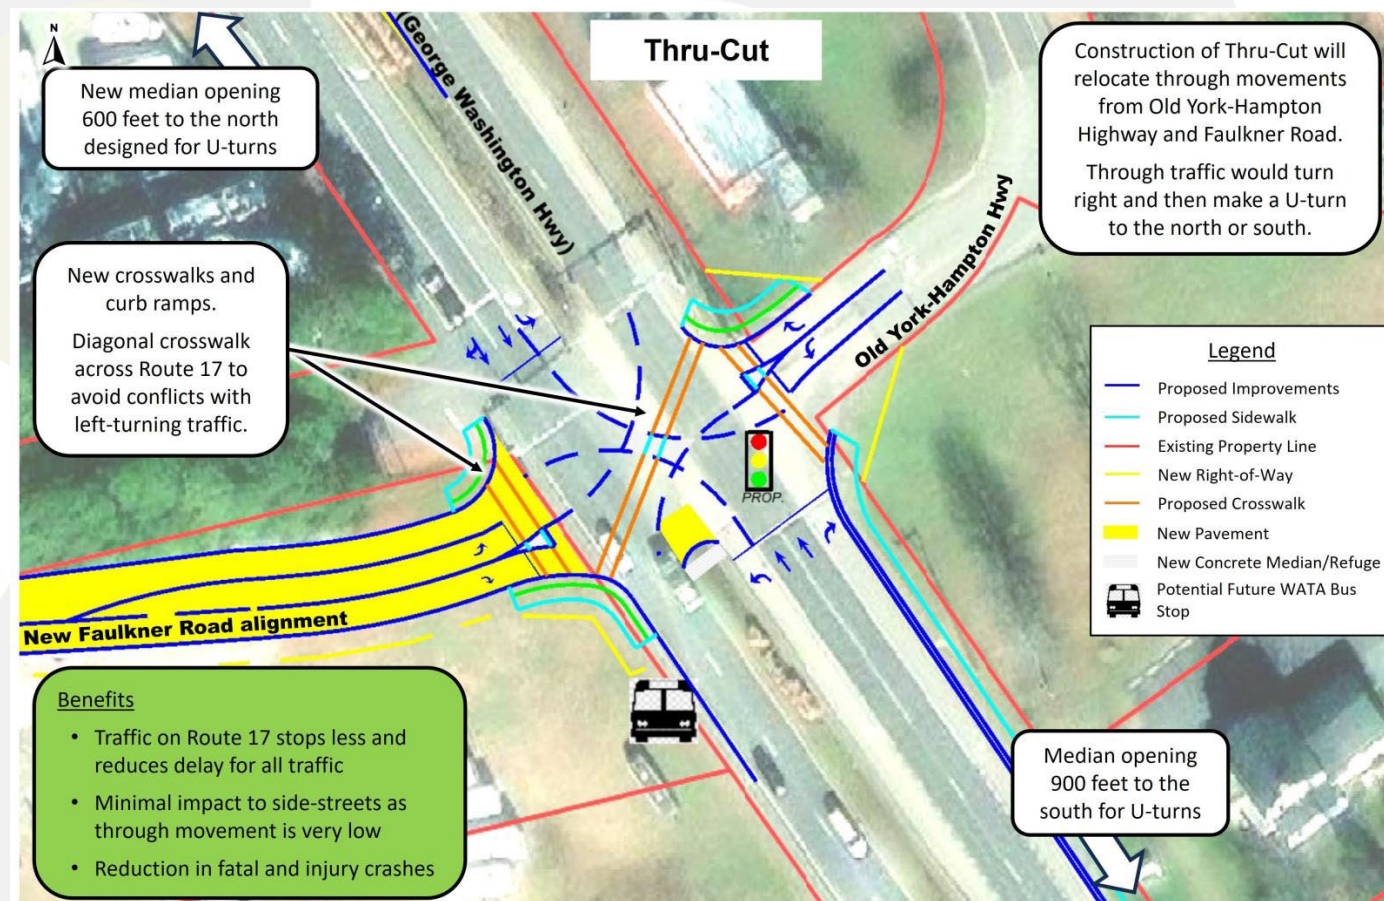 N
New median opening
600 feet to the north
designed for U-turns
(George Washington Hwy)
Thru-Cut
Construction of Thru-Cut will
relocate through movements
from Old York-Hampton
Highway and Faulkner Road.
Through traffic would turn
right and then make a U-turn
to the north or south.
New crosswalks and
curb ramps.
Diagonal crosswalk
across Route 17 to
avoid conflicts with
left-turning traffic.
Old York-Hampton Hwy
PROP.
Legend
Proposed Improvements
Proposed Sidewalk
Existing Property Line
New Right-of-Way
Proposed Crosswalk
New Pavement
New Concrete Median/Refuge
Potential Future WATA Bus
Stop
New Faulkner Road alignment
Benefits
• Traffic on Route 17 stops less and
reduces delay for all traffic
• Minimal impact to side-streets as
through movement is very low
• Reduction in fatal and injury crashes
Median opening
900 feet to the
south for U-turns